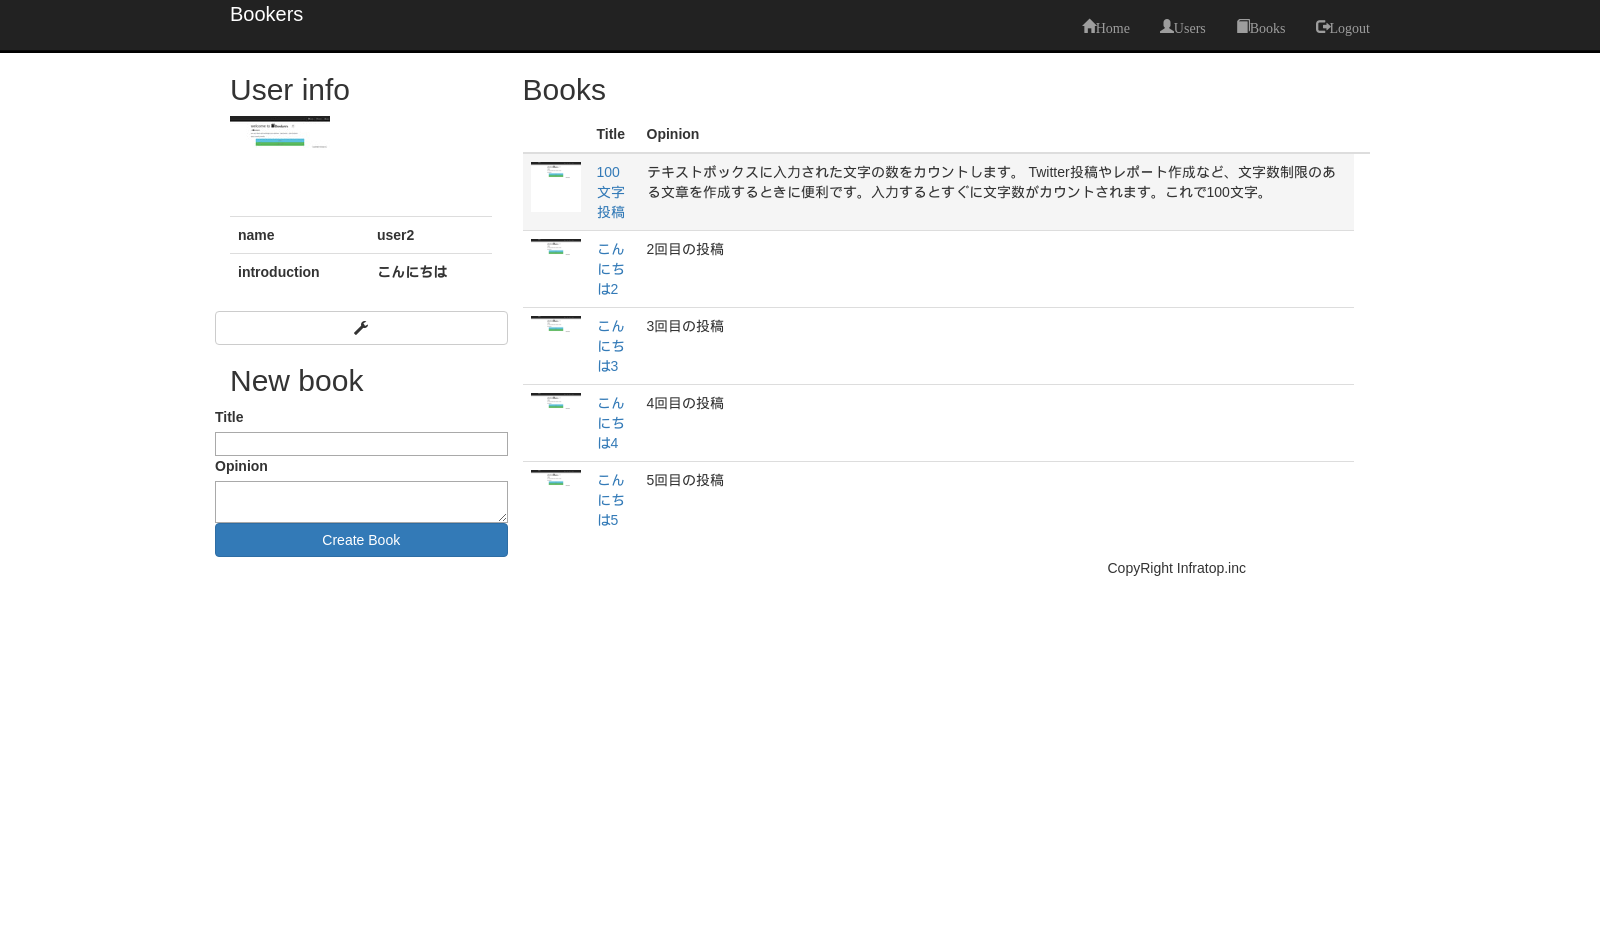 Bookers
Home Users Books Logout
User info
name user2
introduction こんにちは
New book
Title
Opinion
Create Book
Books
Title Opinion
100
文字
投稿
テキストボックスに入力された文字の数をカウントします。 Twitter投稿やレポート作成など、文字数制限のあ
る文章を作成するときに便利です。入力するとすぐに文字数がカウントされます。これで100文字。
こん
にち
は2
2回目の投稿
こん
にち
は3
3回目の投稿
こん
にち
は4
4回目の投稿
こん
にち
は5
5回目の投稿
CopyRight Infratop.inc